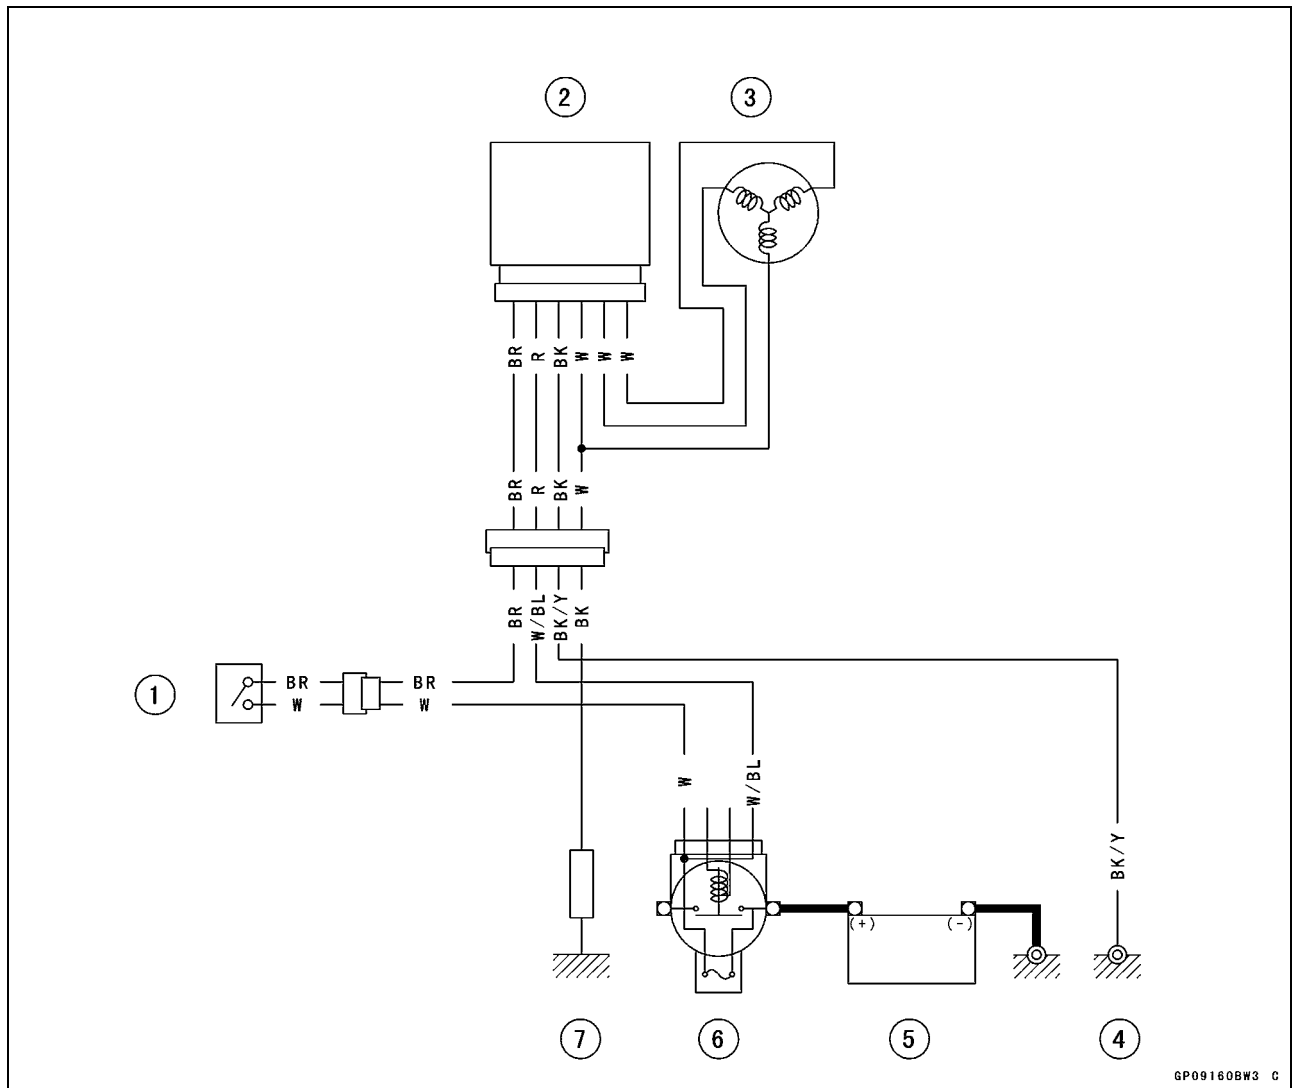 2 3
BR R BK W W W
BR R BK W
BR W/BL BK/Y BK
1 BR BR
W W
W W/BL
BK/Y
(+) (-)
7 6 5 4
GP09160BW3 C